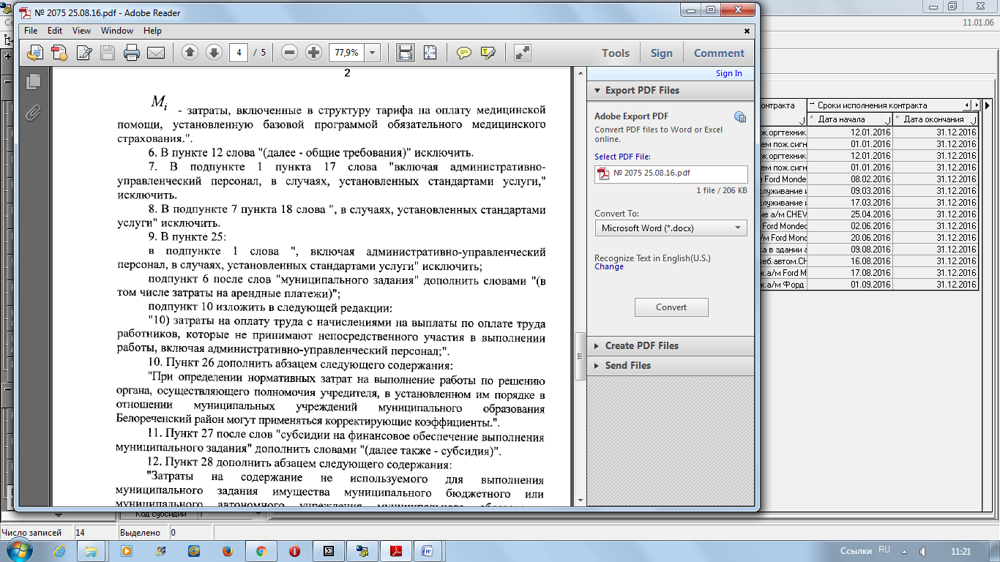 № 2075 25.08.16.pdf - Adobe Reader
11.01.06
File Edit View Window Help
4 / 5 77,9% Tools Sign Comment
Sign In
2
Mi - затраты, включенные в структуру тарифа на оплату медицинской
помощи, установленную базовой программой обязательного медицинского
страхования.".
6. В пункте 12 слова "(далее - общие требования)" исключить.
7. В подпункте 1 пункта 17 слова "включая административно-
управленческий персонал, в случаях, установленных стандартами услуги,"
исключить.
8. В подпункте 7 пункта 18 слова ", в случаях, установленных стандартами
услуги" исключить.
9. В пункте 25:
в подпункте 1 слова ", включая административно-управленческий
персонал, в случаях, установленных стандартами услуги" исключить;
подпункт 6 после слов "муниципального задания" дополнить словами "(в
том числе затраты на арендные платежи)";
подпункт 10 изложить в следующей редакции:
"10) затраты на оплату труда с начислениями на выплаты по оплате труда
работников, которые не принимают непосредственного участия в выполнении
работы, включая административно-управленческий персонал;".
10. Пункт 26 дополнить абзацем следующего содержания:
"При определении нормативных затрат на выполнение работы по решению
органа, осуществляющего полномочия учредителя, в установленном им порядке в
отношении муниципальных учреждений муниципального образования
Белореченский район могут применяться корректирующие коэффициенты.".
11. Пункт 27 после слов "субсидии на финансовое обеспечение выполнения
муниципального задания" дополнить словами "(далее также - субсидия)".
12. Пункт 28 дополнить абзацем следующего содержания:
"Затраты на содержание не используемого для выполнения
муниципального задания имущества муниципального бюджетного или
муниципального автономного учреждения муниципального
Export PDF Files
Adobe Export PDF
Convert PDF files to Word or Excel
online.
Select PDF File:
№ 2075 25.08.16.pdf
1 file / 206 KB
Convert To:
Microsoft Word (*.docx)
Recognize Text in English(U.S.)
Change
Convert
Create PDF Files
Send Files
онтракта Сроки исполнения контракта
Дата начала Дата окончания
ж.оргтехник 12.01.2016 31.12.2016
ем пож.сигн 01.01.2016 31.12.2016
ж.оргтехник 12.01.2016 31.12.2016
ем пож.сигн 01.01.2016 31.12.2016
м Ford Monde 08.02.2016 31.12.2016
служивание и 09.03.2016 31.12.2016
служивание и 17.03.2016 31.12.2016
ие а/м CHEV 25.04.2016 31.12.2016
Ford Mondeo 02.06.2016 31.12.2016
/м Ford Mond 20.06.2016 31.12.2016
ка в здании а 09.08.2016 31.12.2016
жеб.автом.Ch 16.08.2016 31.12.2016
ж.а/м Ford M 17.08.2016 31.12.2016
ж.а/м Форд 01.09.2016 31.12.2016
Код субсидии
Число записей 14 Выделено 0
Ссылки RU 11:21